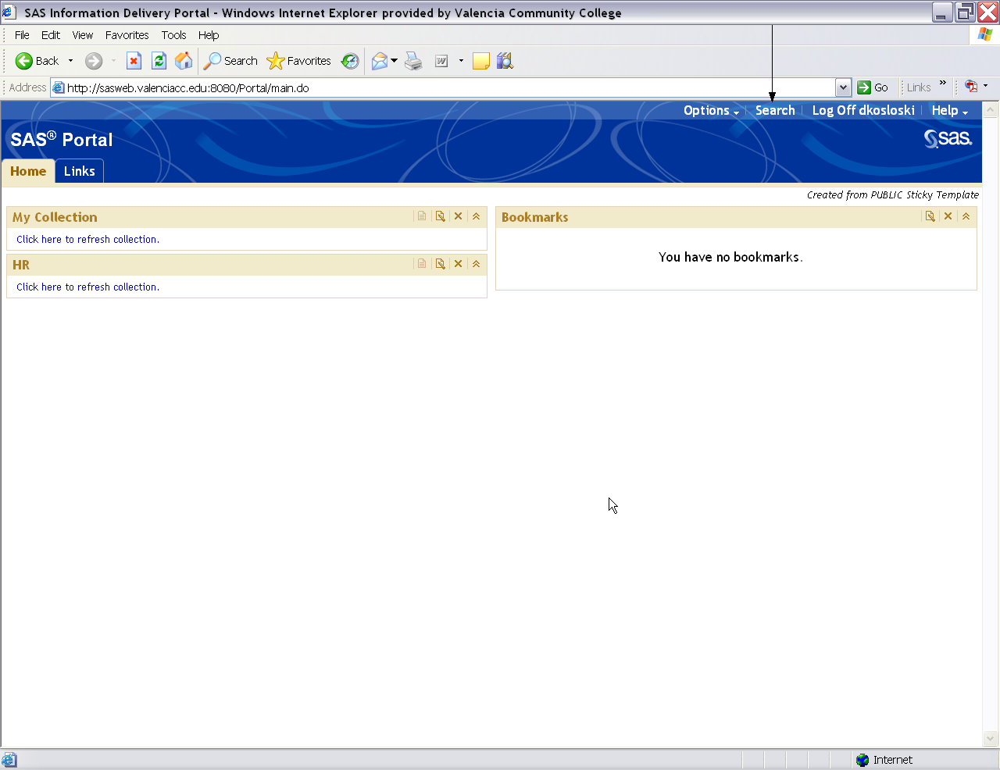 SAS Information Delivery Portal - Windows Internet Explorer provided by Valencia Community College
File Edit View Favorites Tools Help
Back Search Favorites
Address http://sasweb.valenciacc.edu:8080/Portal/main.do Go Links »
Options Search Log Off dkosloski Help
SAS® Portal
sas.
Home Links
Created from PUBLIC Sticky Template
My Collection
Click here to refresh collection.
HR
Click here to refresh collection.
Bookmarks
You have no bookmarks.
Internet